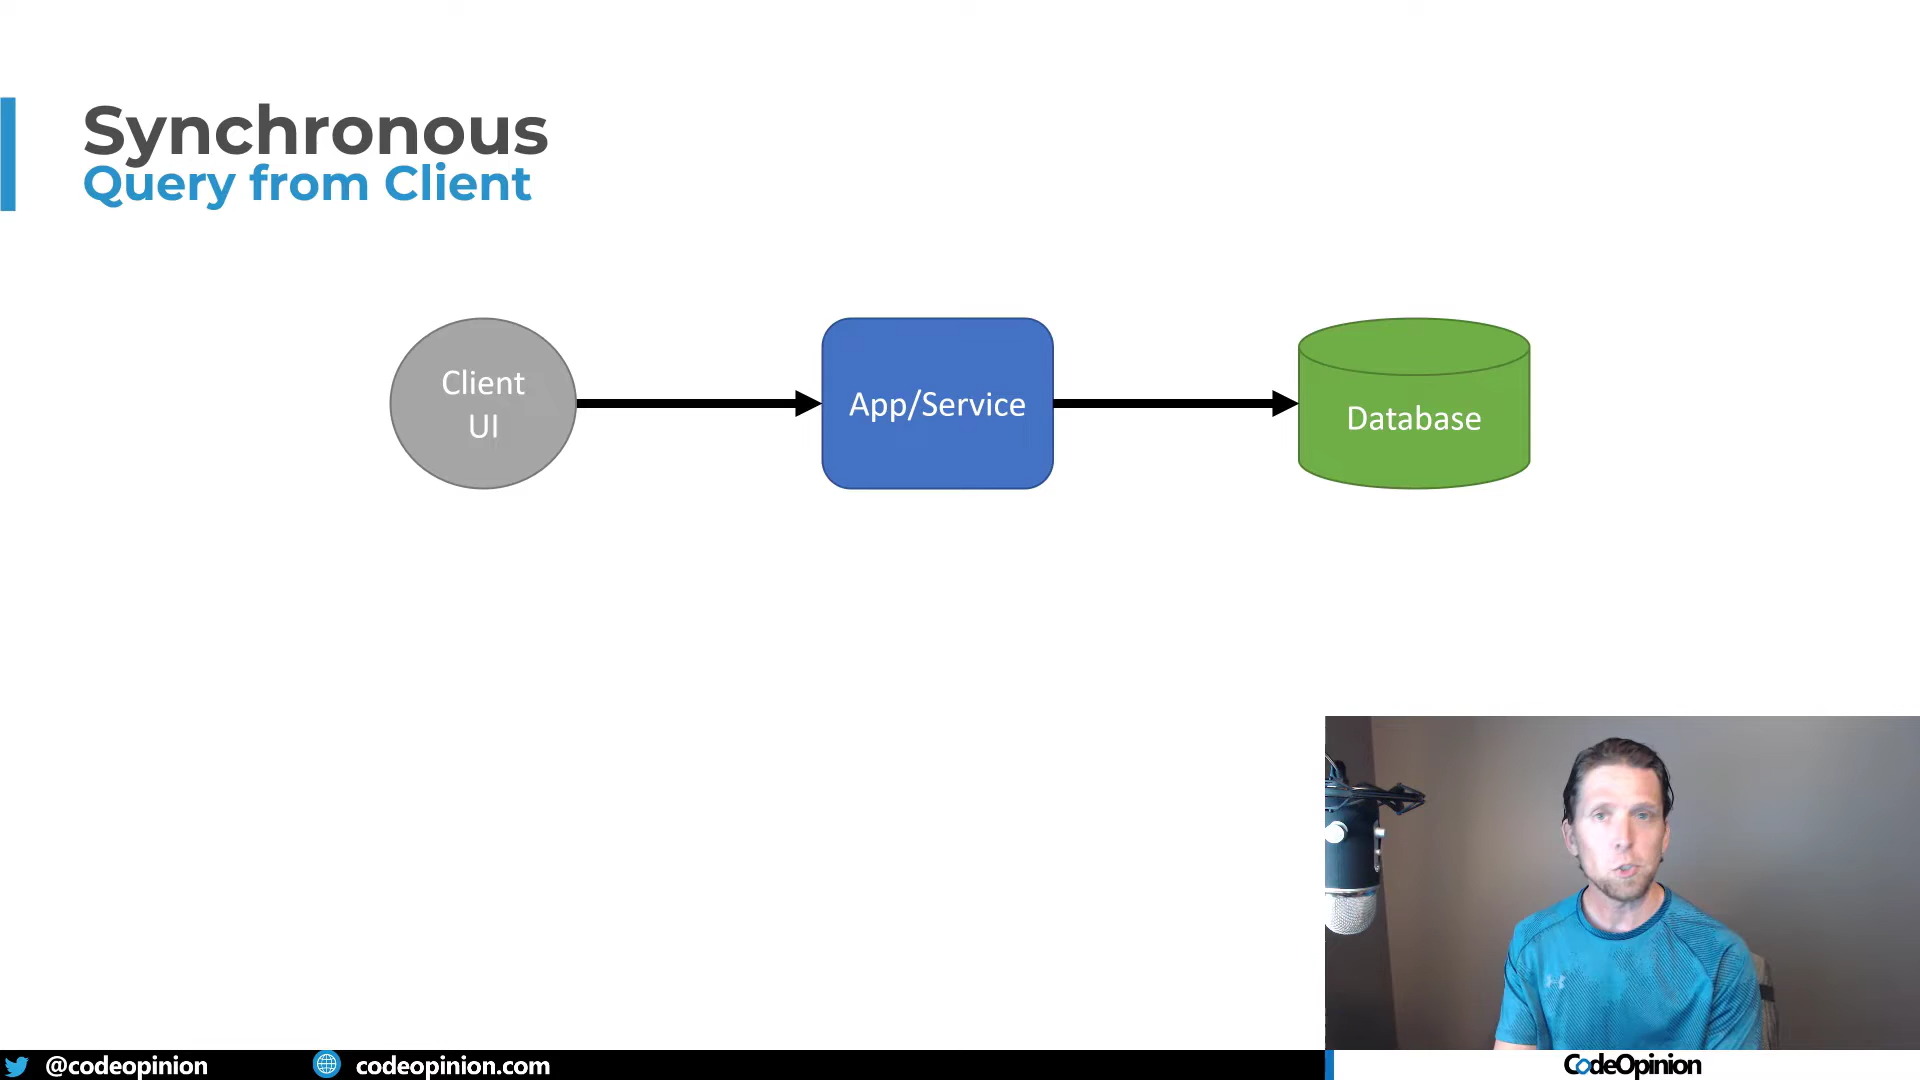 Synchronous
Query from Client
Client
UI
App/Service
Database
@codeopinion
codeopinion.com
CodeOpinion